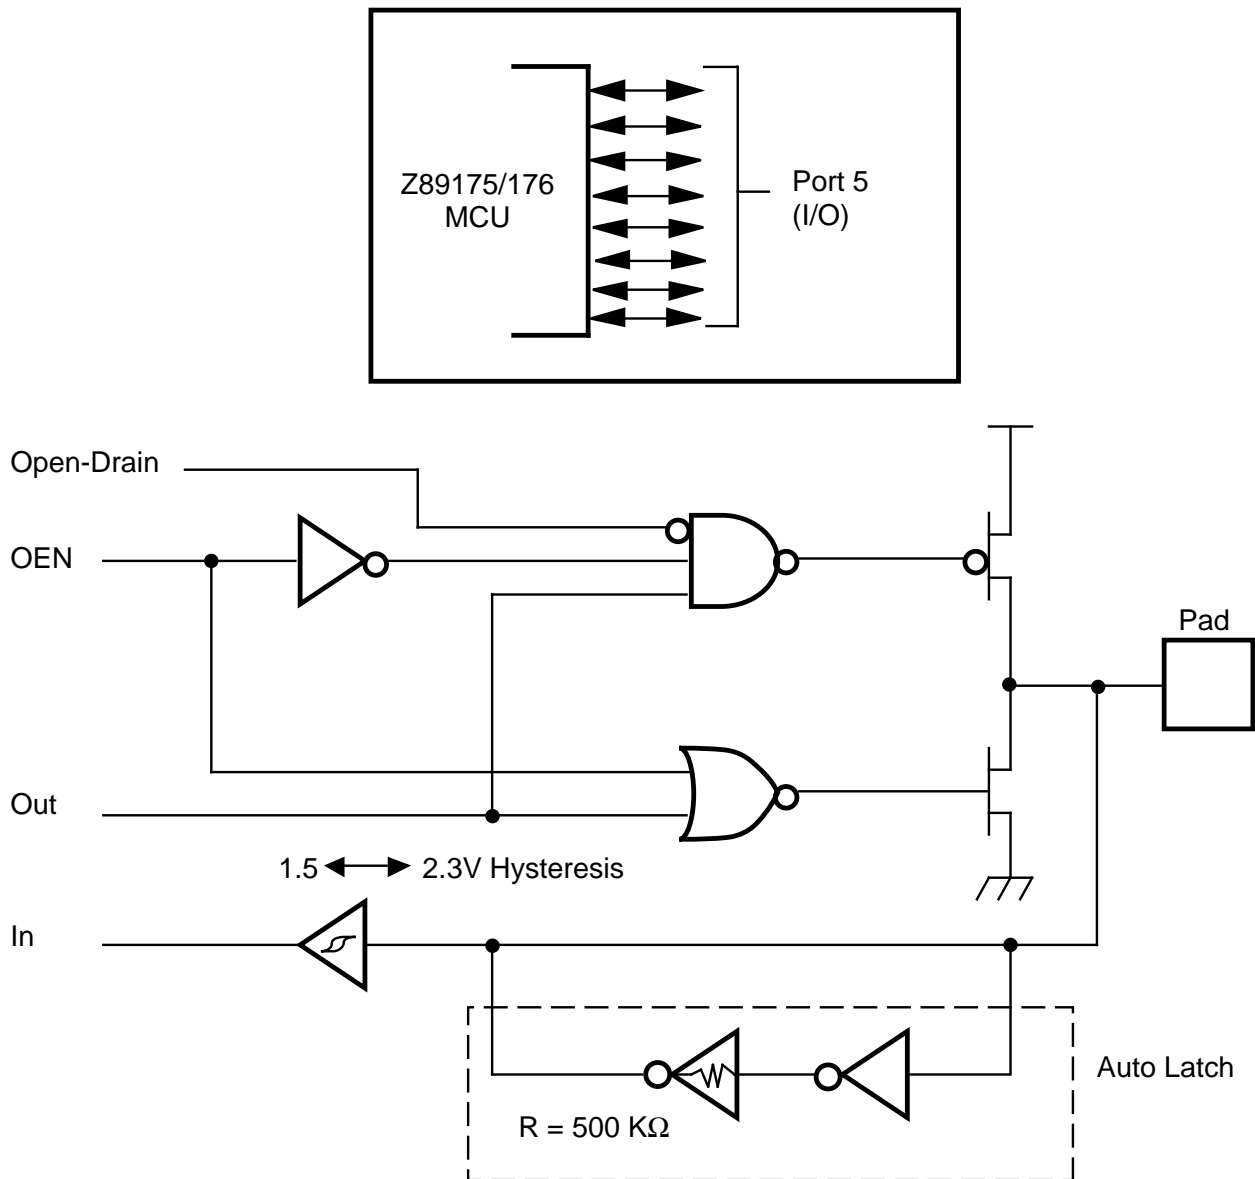 Z89175/176
MCU
Port 5
(I/O)
Open-Drain
OEN
Pad
Out
1.5 2.3V Hysteresis
In
Auto Latch
R = 500 KΩ